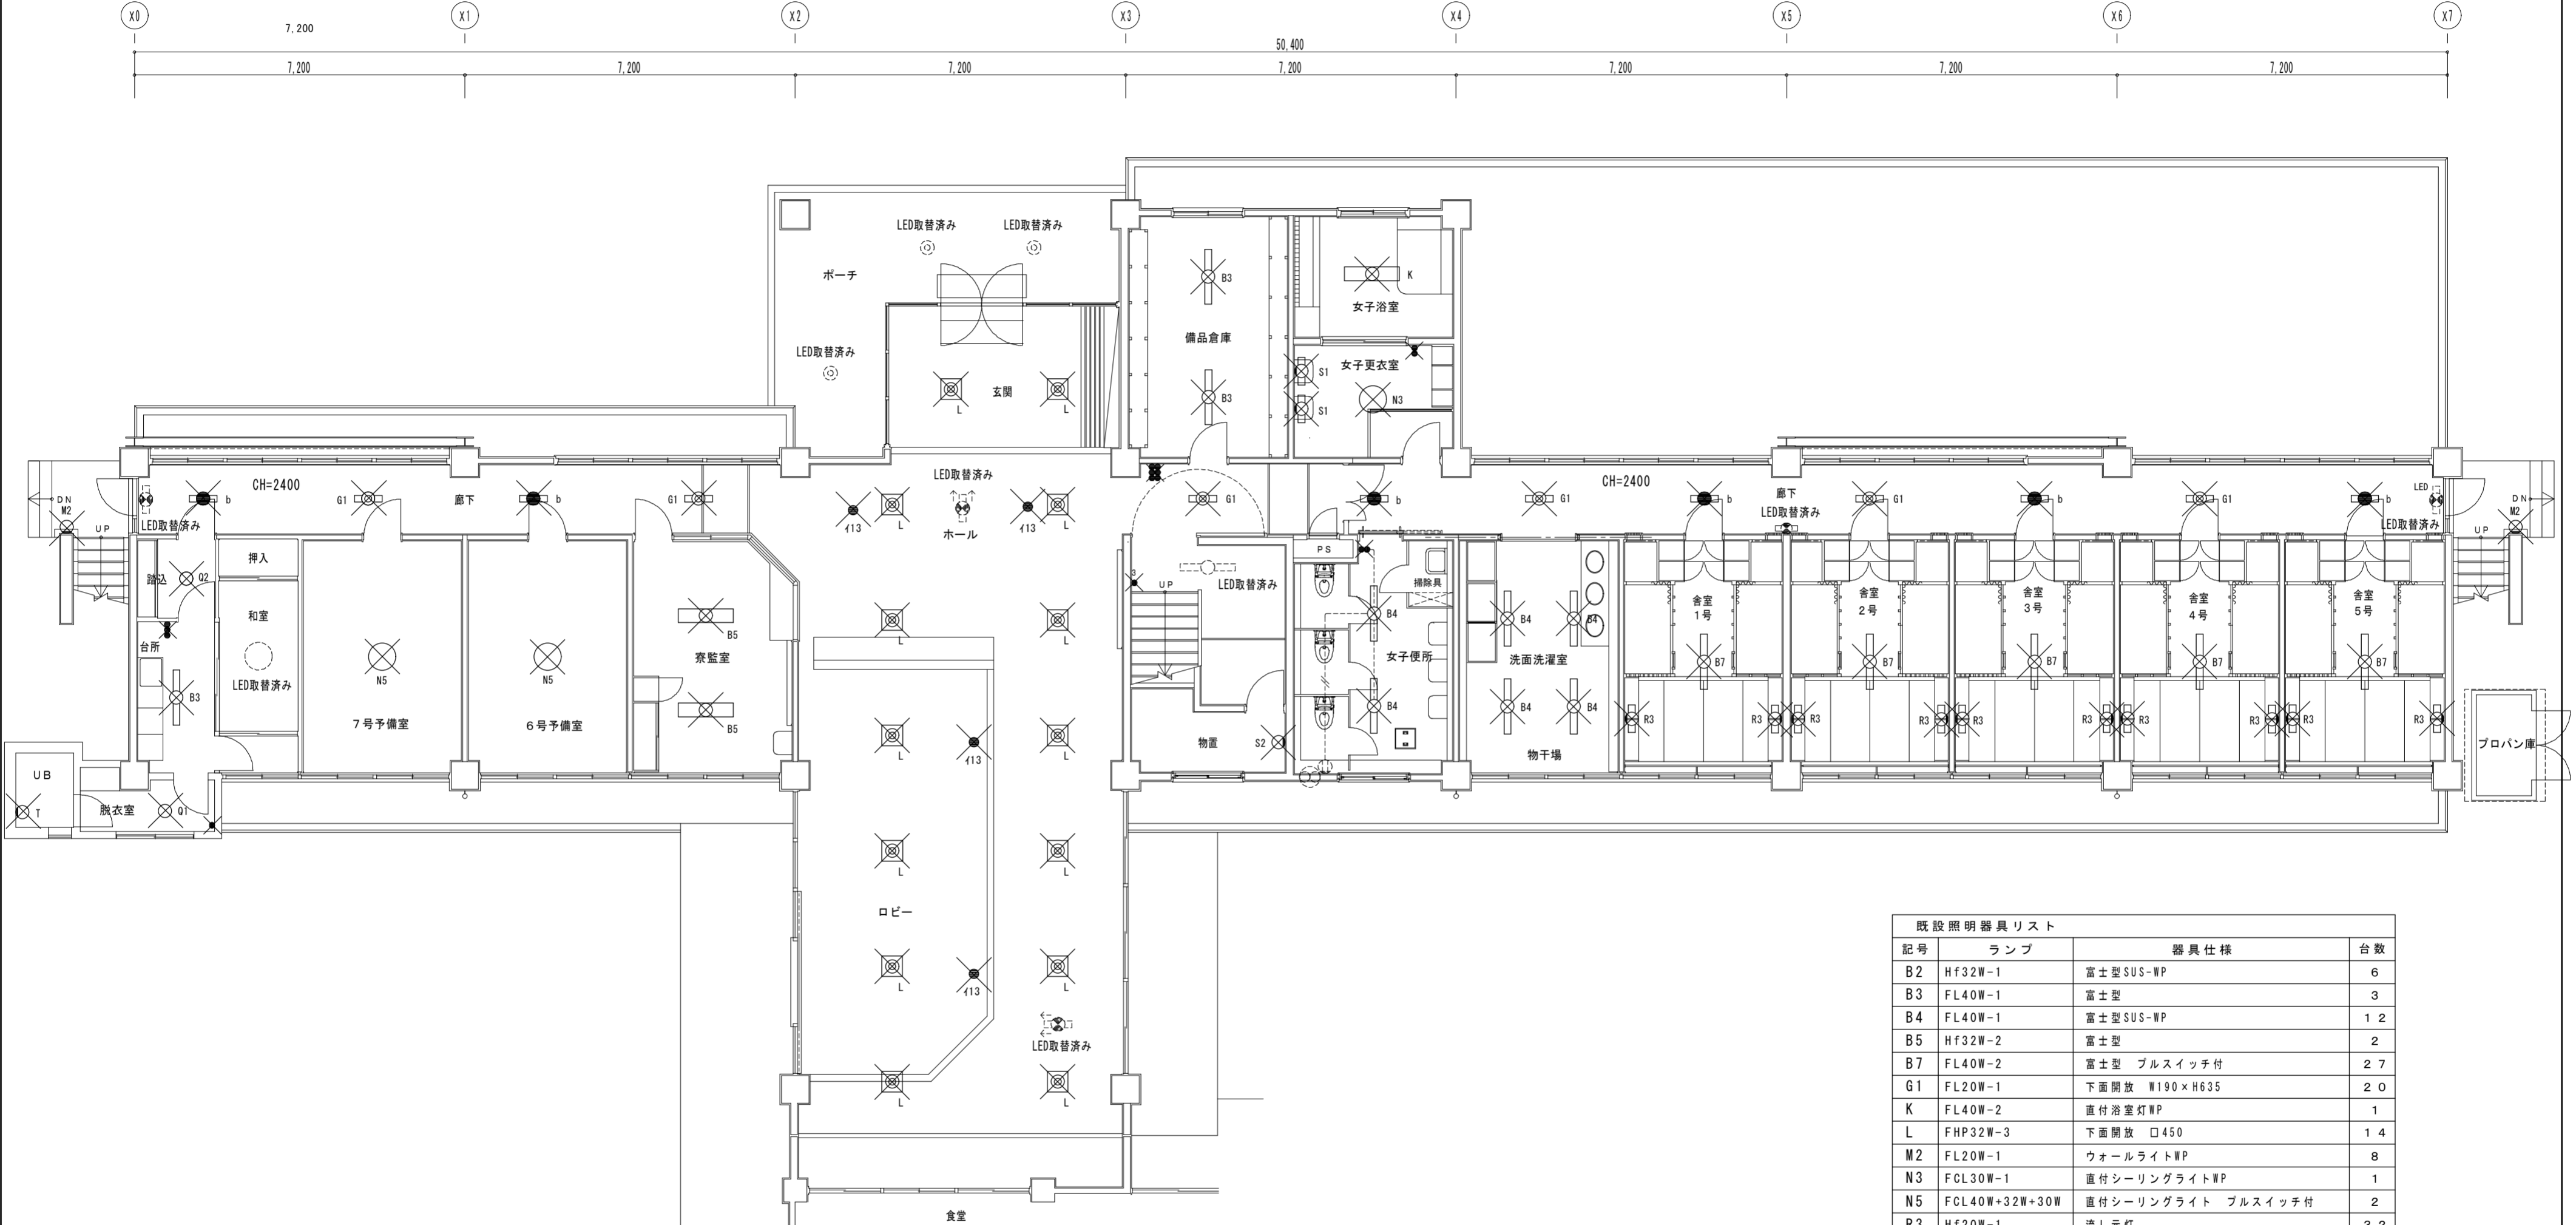 X0 X1 X2 X3 X4 X5 X6 X7
7,200
50,400
7,200 7,200 7,200 7,200 7,200 7,200 7,200
LED取替済み LED取替済み
ポーチ
LED取替済み
玄関
L L
B3
備品倉庫
B3
K
女子浴室
女子更衣室
S1
S1
N3
DN
M2
UP
LED取替済み
CH=2400
b G1 廊下 b G1
LED取替済み
ｲ13 L ホール ｲ13 L
G1 b G1
CH=2400
b 廊下 G1 b G1 b
LED取替済み
LED
LED取替済み
DN
M2
UP
踏込 Q2
押入
和室
LED取替済み
台所
B3
N5
7号予備室
N5
6号予備室
B5
寮監室
B5
UB
T
脱衣室 Q1
L L
L ｲ13 L
L L
ロビー
L ｲ13 L
LED取替済み
L L
食堂
3
UP
LED取替済み
物置 S2
PS
掃除具
B4
女子便所
B4
B4 B4
洗面洗濯室
B4 B4
物干場
舎室
1号
舎室
2号
舎室
3号
舎室
4号
舎室
5号
B7 B7 B7 B7 B7
R3 R3 R3 R3 R3 R3 R3 R3 R3 R3
プロパン庫
既設照明器具リスト
記号 ランプ 器具仕様 台数
B2 Hf32W-1 富士型SUS-WP 6
B3 FL40W-1 富士型 3
B4 FL40W-1 富士型SUS-WP 12
B5 Hf32W-2 富士型 2
B7 FL40W-2 富士型 プルスイッチ付 27
G1 FL20W-1 下面開放 W190×H635 20
K FL40W-2 直付浴室灯WP 1
L FHP32W-3 下面開放 □450 14
M2 FL20W-1 ウォールライトWP 8
N3 FCL30W-1 直付シーリングライトWP 1
N5 FCL40W+32W+30W 直付シーリングライト プルスイッチ付 2